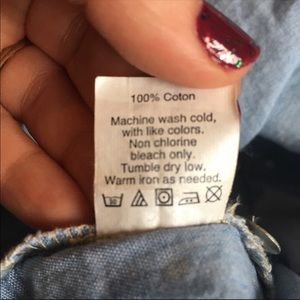 100% Coton
Machine wash cold,
with like colors.
Non chlorine
bleach only.
Tumble dry low.
Warm iron as needed.